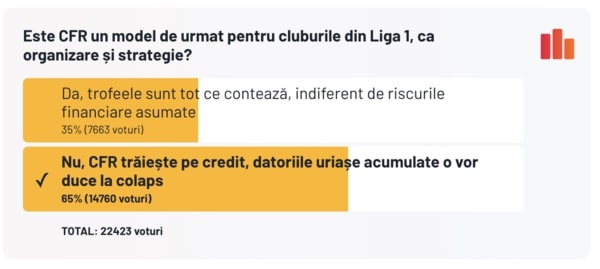 Este CFR un model de urmat pentru cluburile din Liga 1, ca
organizare și strategie?
Da, trofeele sunt tot ce contează, indiferent de riscurile
financiare asumate
35% (7663 voturi)
Nu, CFR trăiește pe credit, datoriile uriașe acumulate o vor
duce la colaps
65% (14760 voturi)
TOTAL: 22423 voturi